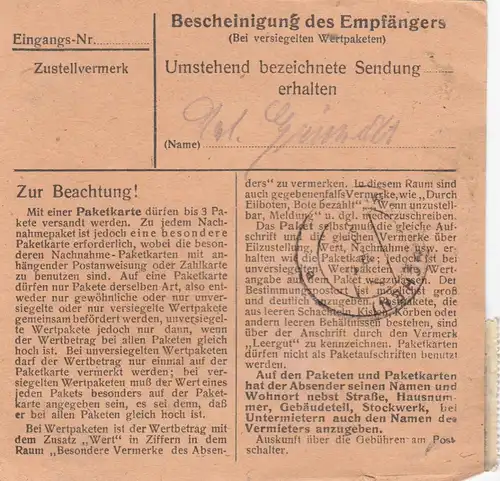 Bescheinigung des Empfängers
(Bei versiegelten Wertpaketen)
Eingangs-Nr.
Zustellvermerk
Umstehend bezeichnete Sendung
erhalten
(Name)
Zur Beachtung!
Mit einer Paketkarte dürfen bis 3 Pa-
kete versandt werden. Zu jedem Nach-
nahmepaket ist jedoch eine besondere
Paketkarte erforderlich, wobei die beson-
deren Nachnahme-Paketkarten mit an-
hängender Postanweisung oder Zahlkarte
zu benutzen sind. Auf eine Paketkarte
dürfen nur Pakete derselben Art, also ent-
weder nur gewöhnliche oder nur unver-
siegelte oder nur versiegelte Wertpakete
gemeinsam befördert werden, unversiegel-
te Wertpakete jedoch nur dann, wenn
der Wertbetrag bei allen Paketen gleich
hoch ist. Bei unversiegelten Wertpaketen
darf der Wertbetrag nur einmal auf der
Paketkarte vermerkt werden; bei ver-
siegelten Wertpaketen muß der Wert eines
jeden Pakets besonders auf der Paket-
karte angegeben sein, es sei denn, daß
er bei allen Paketen gleich hoch ist.
Bei Wertpaketen ist der Wertbetrag mit
dem Zusatz „Wert“ in Ziffern in dem
Raum „Besondere Vermerke des Absen-
ders“ zu vermerken. In diesem Raum sind
auch gegebenenfalls Vermerke, wie „Durch
Eilboten, Bote bezahlt“, „Wenn unzustell-
bar, Meldung“ u. dgl. niederzuschreiben.
Das Paket selbst muß die gleiche Auf-
schrift und die gleichen Vermerke über
Eilzustellung, Wert, Nachnahme usw. er-
halten wie die Paketkarte, jedoch ist bei
unversiegelten Wertpaketen die Wert-
angabe auf dem Paket zulässig. Der
Bestimmungspostort ist möglichst groß
und deutlich anzugeben. Pakete, die
aus leeren Schachteln, Kisten, Körben oder
andern leeren Behältnissen bestehen, sind
über der Anschrift durch den Vermerk
„Leergut“ zu kennzeichnen. Paketkarten
dürfen nicht als Paketaufschriften benutzt
werden.
Auf den Paketen und Paketkarten
hat der Absender seinen Namen und
Wohnort nebst Straße, Hausnum-
mer, Gebäudeteil, Stockwerk, bei
Untermietern auch den Namen des
Vermieters anzugeben.
Auskunft über die Gebühren am Post
schalter.